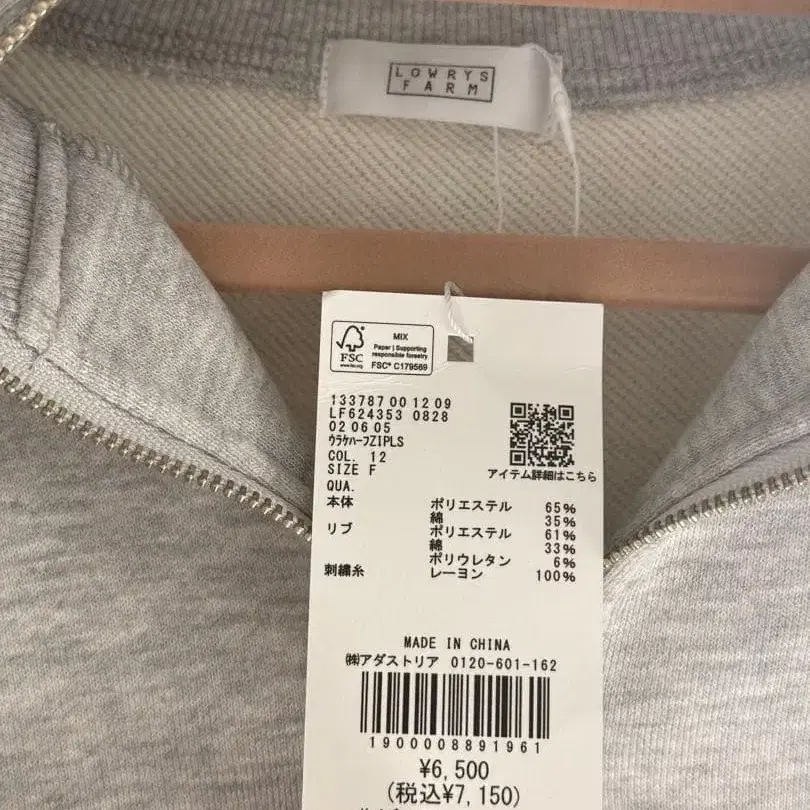 LOWRYS
FARM
MIX
Paper | Supporting
responsible forestry
FSC
www.fsc.org
FSC® C179569
133787 00 12 09
LF624353 0828
02 06 05
ｳﾗｹﾊｰﾌZIPLS
COL. 12
SIZE F
アイテム詳細はこちら
QUA.
本体 ポリエステル 65%
綿 35%
リブ ポリエステル 61%
綿 33%
ポリウレタン 6%
刺繍糸 レーヨン 100%
MADE IN CHINA
㈱アダストリア 0120-601-162
1900008891961
¥6,500
(税込¥7,150)